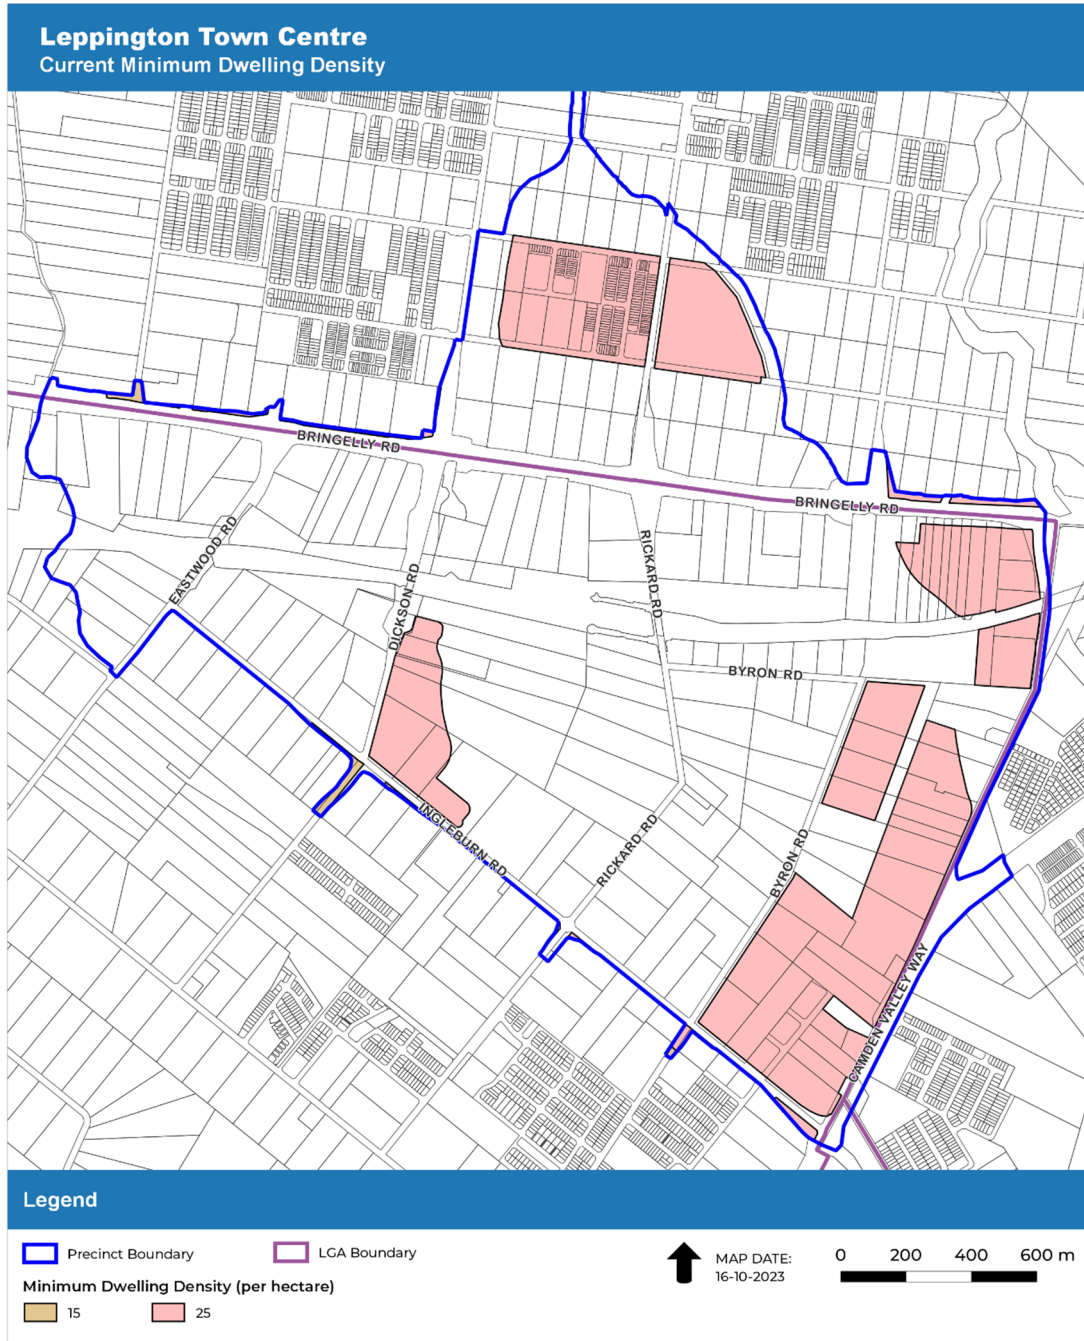 Leppington Town Centre
Current Minimum Dwelling Density
BRINGELLY RD
BRINGELLY RD
EASTWOOD RD
DICKSON RD
RICKARD RD
BYRON RD
INGLEBURN RD
RICKARD RD
BYRON RD
CAMDEN VALLEY WAY
Legend
Precinct Boundary
LGA Boundary
Minimum Dwelling Density (per hectare)
15
25
MAP DATE:
16-10-2023
0 200 400 600 m